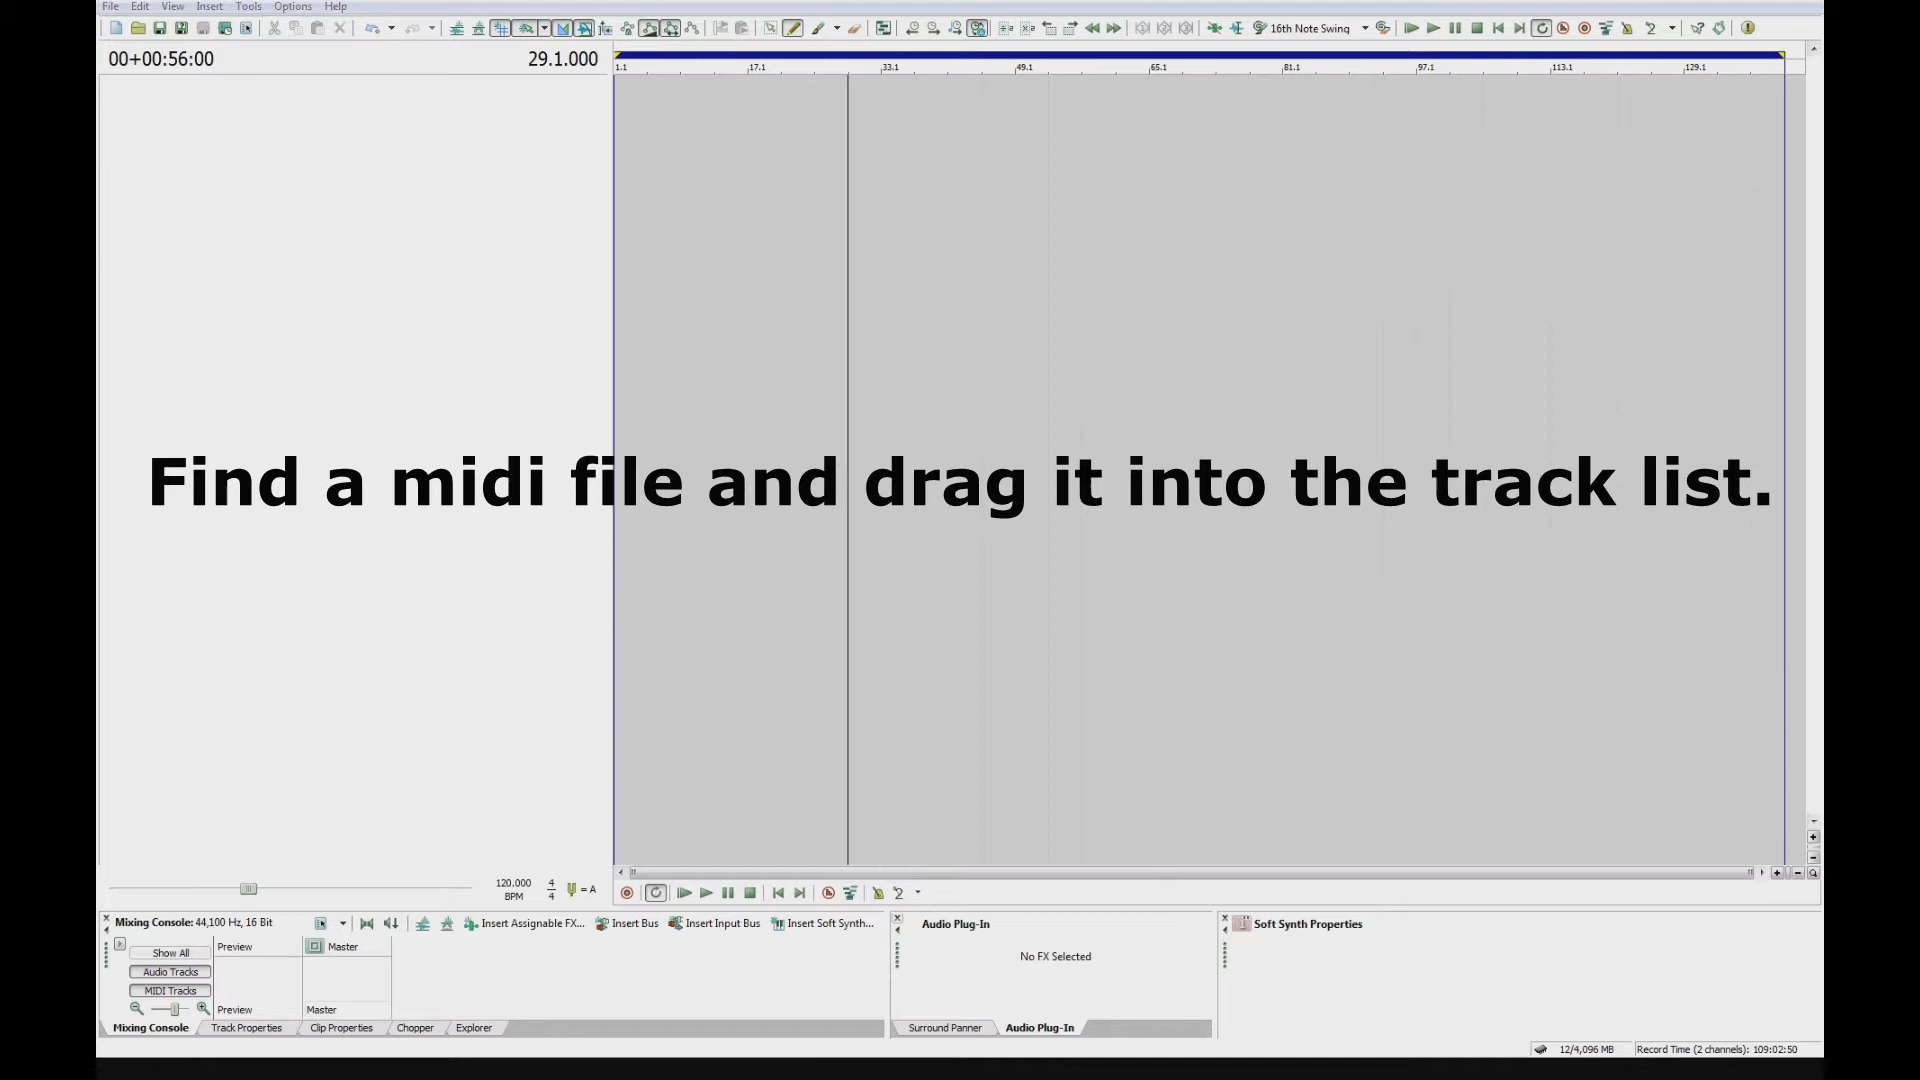 File Edit View Insert Tools Options Help
16th Note Swing
00+00:56:00 29.1.000
1.1 17.1 33.1 49.1 65.1 81.1 97.1 113.1 129.1
Find a midi file and drag it into the track list.
120.000 4
BPM 4 = A
Mixing Console: 44,100 Hz, 16 Bit Insert Assignable FX... Insert Bus Insert Input Bus Insert Soft Synth...
Show All
Audio Tracks
MIDI Tracks
Preview
Master
Preview
Master
Mixing Console Track Properties Clip Properties Chopper Explorer
Audio Plug-In
No FX Selected
Surround Panner Audio Plug-In
Soft Synth Properties
12/4,096 MB Record Time (2 channels): 109:02:50